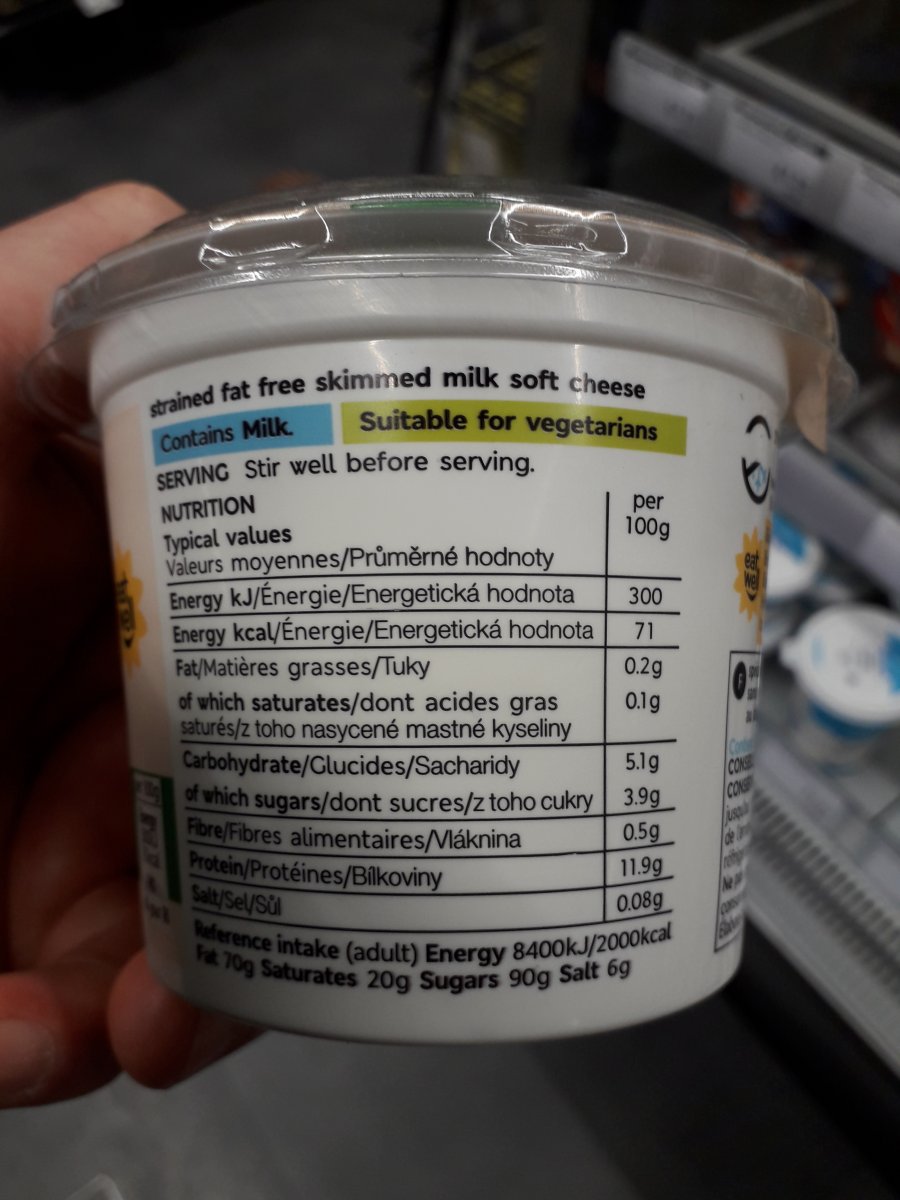 strained fat free skimmed milk soft cheese
Contains Milk.
Suitable for vegetarians
SERVING Stir well before serving.
NUTRITION
Typical values
Valeurs moyennes/Průměrné hodnoty
per
100g
Energy kJ/Énergie/Energetická hodnota 300
Energy kcal/Énergie/Energetická hodnota 71
Fat/Matières grasses/Tuky 0.2g
of which saturates/dont acides gras 0.1g
saturés/z toho nasycené mastné kyseliny
Carbohydrate/Glucides/Sacharidy 5.1g
of which sugars/dont sucres/z toho cukry 3.9g
Fibre/Fibres alimentaires/Vláknina 0.5g
Protein/Protéines/Bílkoviny 11.9g
Salt/Sel/Sůl 0.08g
Reference intake (adult) Energy 8400kJ/2000kcal
Fat 70g Saturates 20g Sugars 90g Salt 6g
eat
well
F